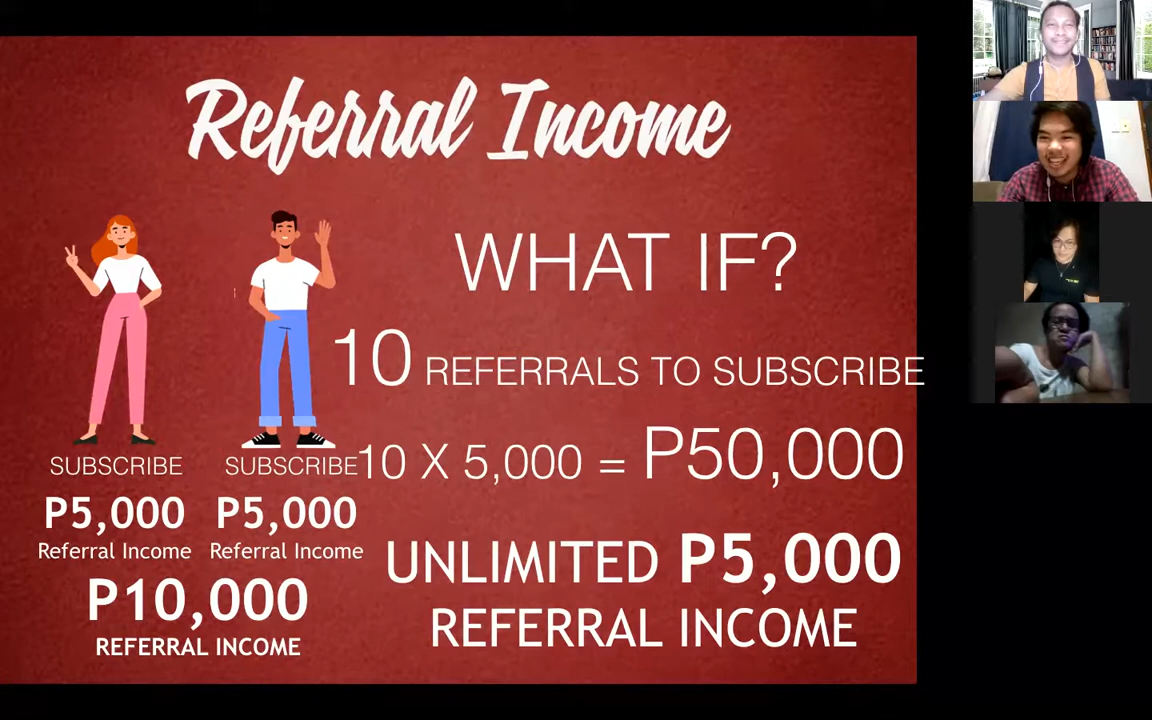 Referral Income
WHAT IF?
10 REFERRALS TO SUBSCRIBE
10 X 5,000 = P50,000
SUBSCRIBE SUBSCRIBE
P5,000 P5,000
Referral Income Referral Income
P10,000
REFERRAL INCOME
UNLIMITED P5,000
REFERRAL INCOME